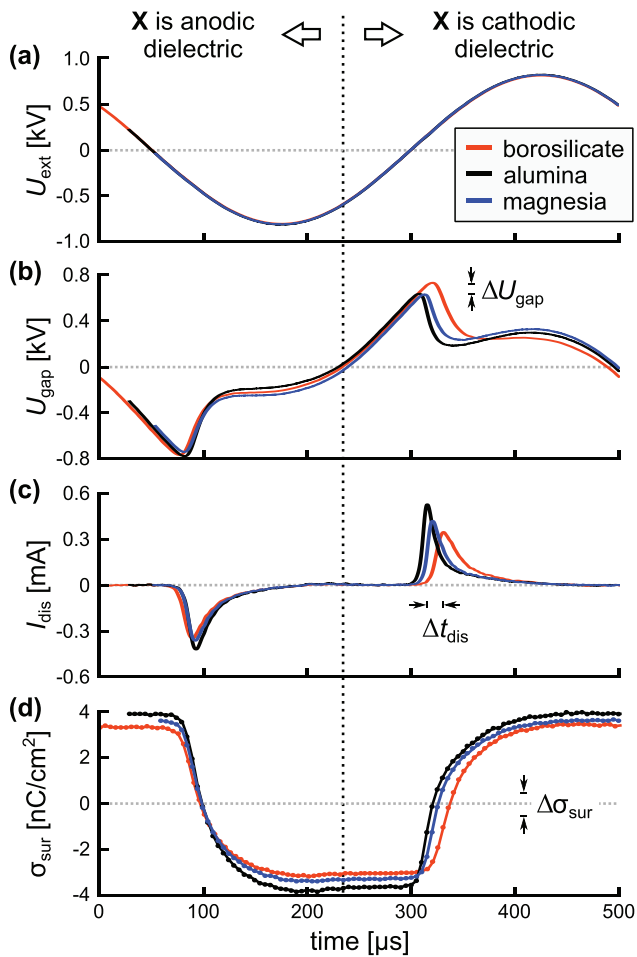 X is anodic dielectric
X is cathodic dielectric
(a)
U_ext [kV]
1.0
0.5
0
-0.5
-1.0
borosilicate
alumina
magnesia
(b)
U_gap [kV]
0.8
0.4
0
-0.4
-0.8
ΔU_gap
(c)
I_dis [mA]
0.6
0.3
0
-0.3
-0.6
Δt_dis
(d)
σ_sur [nC/cm²]
4
2
0
-2
-4
Δσ_sur
0 100 200 300 400 500
time [µs]